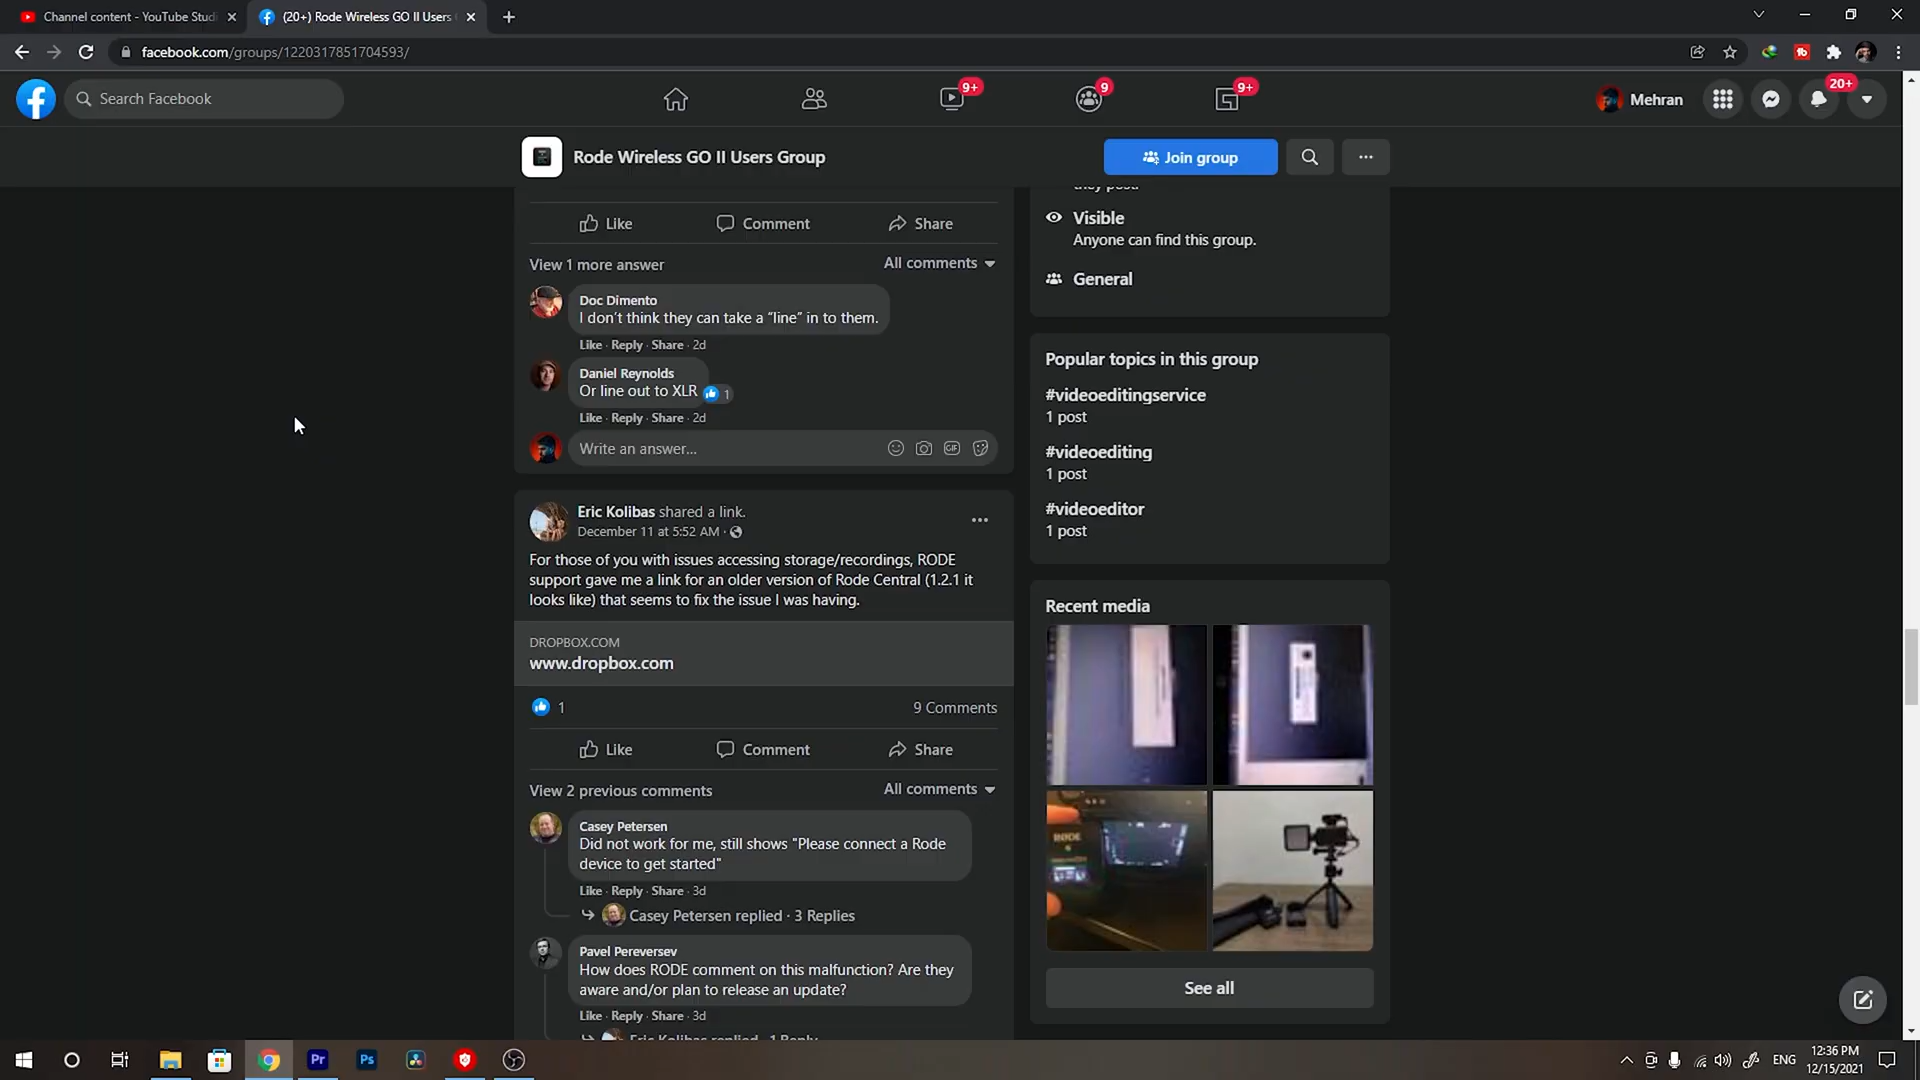 Channel content - YouTube Studi
(20+) Rode Wireless GO II Users
facebook.com/groups/1220317851704593/
Search Facebook
9+
9
9+
Mehran
20+
Rode Wireless GO II Users Group
Join group
they post.
Like
Comment
Share
View 1 more answer
All comments
Doc Dimento
I don't think they can take a “line” in to them.
Like · Reply · Share · 2d
Daniel Reynolds
Or line out to XLR
1
Like · Reply · Share · 2d
Write an answer...
GIF
Eric Kolibas shared a link.
December 11 at 5:52 AM ·
For those of you with issues accessing storage/recordings, RODE
support gave me a link for an older version of Rode Central (1.2.1 it
looks like) that seems to fix the issue I was having.
DROPBOX.COM
www.dropbox.com
1
9 Comments
Like
Comment
Share
View 2 previous comments
All comments
Casey Petersen
Did not work for me, still shows "Please connect a Rode
device to get started"
Like · Reply · Share · 3d
Casey Petersen replied · 3 Replies
Pavel Pereversev
How does RODE comment on this malfunction? Are they
aware and/or plan to release an update?
Like · Reply · Share · 3d
Eric Kolibas replied · 1 Reply
Visible
Anyone can find this group.
General
Popular topics in this group
#videoeditingservice
1 post
#videoediting
1 post
#videoeditor
1 post
Recent media
RODE
See all
Pr
Ps
ENG
12:36 PM
12/15/2021